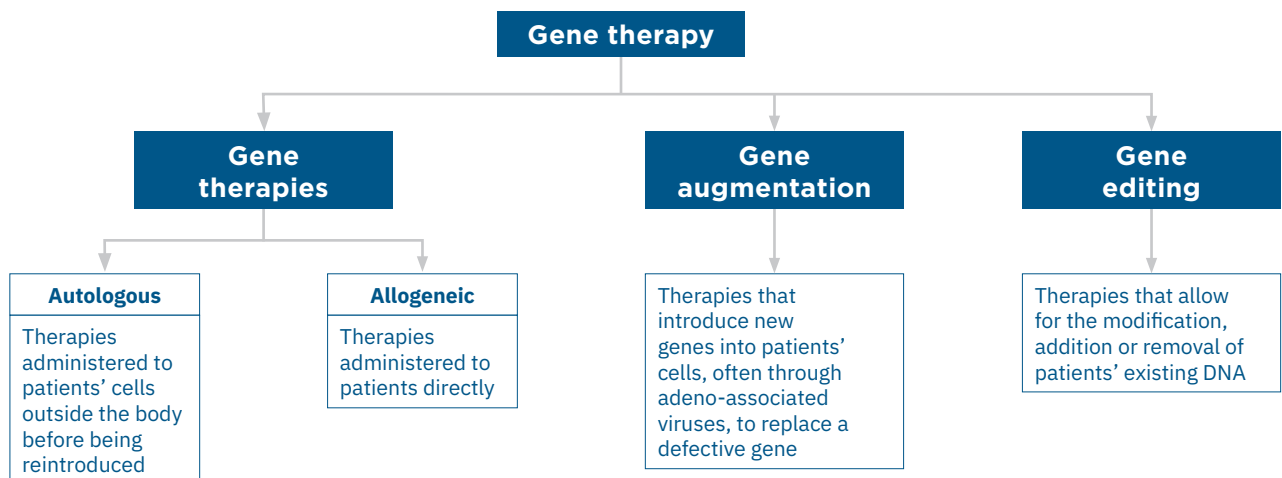 Gene therapy
Gene
therapies
Gene
augmentation
Gene
editing
Autologous
Therapies
administered to
patients’ cells
outside the body
before being
reintroduced
Allogeneic
Therapies
administered to
patients directly
Therapies that
introduce new
genes into patients’
cells, often through
adeno-associated
viruses, to replace a
defective gene
Therapies that allow
for the modification,
addition or removal of
patients’ existing DNA